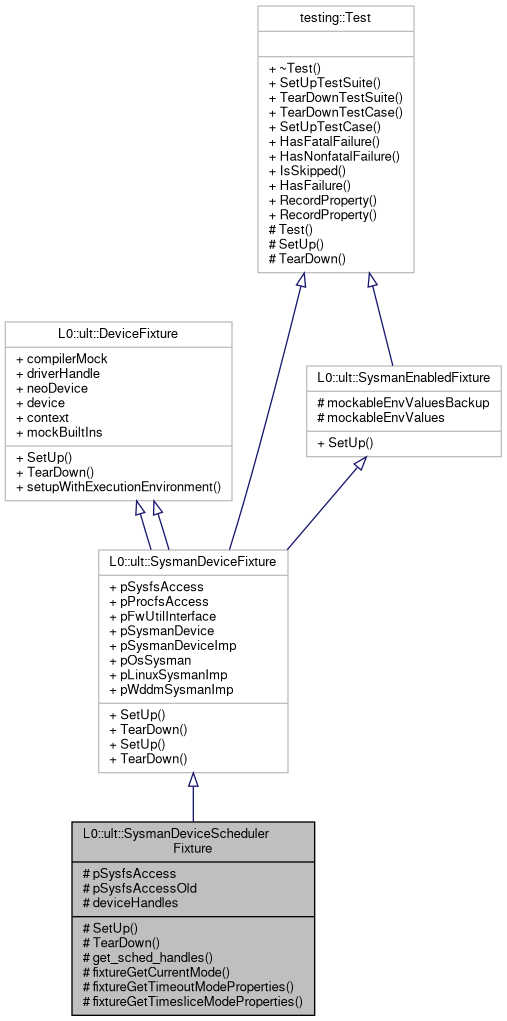 testing::Test
+ ~Test()
+ SetUpTestSuite()
+ TearDownTestSuite()
+ TearDownTestCase()
+ SetUpTestCase()
+ HasFatalFailure()
+ HasNonfatalFailure()
+ IsSkipped()
+ HasFailure()
+ RecordProperty()
+ RecordProperty()
# Test()
# SetUp()
# TearDown()
L0::ult::DeviceFixture
+ compilerMock
+ driverHandle
+ neoDevice
+ device
+ context
+ mockBuiltIns
+ SetUp()
+ TearDown()
+ setupWithExecutionEnvironment()
L0::ult::SysmanEnabledFixture
# mockableEnvValuesBackup
# mockableEnvValues
+ SetUp()
L0::ult::SysmanDeviceFixture
+ pSysfsAccess
+ pProcfsAccess
+ pFwUtilInterface
+ pSysmanDevice
+ pSysmanDeviceImp
+ pOsSysman
+ pLinuxSysmanImp
+ pWddmSysmanImp
+ SetUp()
+ TearDown()
+ SetUp()
+ TearDown()
L0::ult::SysmanDeviceScheduler
Fixture
# pSysfsAccess
# pSysfsAccessOld
# deviceHandles
# SetUp()
# TearDown()
# get_sched_handles()
# fixtureGetCurrentMode()
# fixtureGetTimeoutModeProperties()
# fixtureGetTimesliceModeProperties()